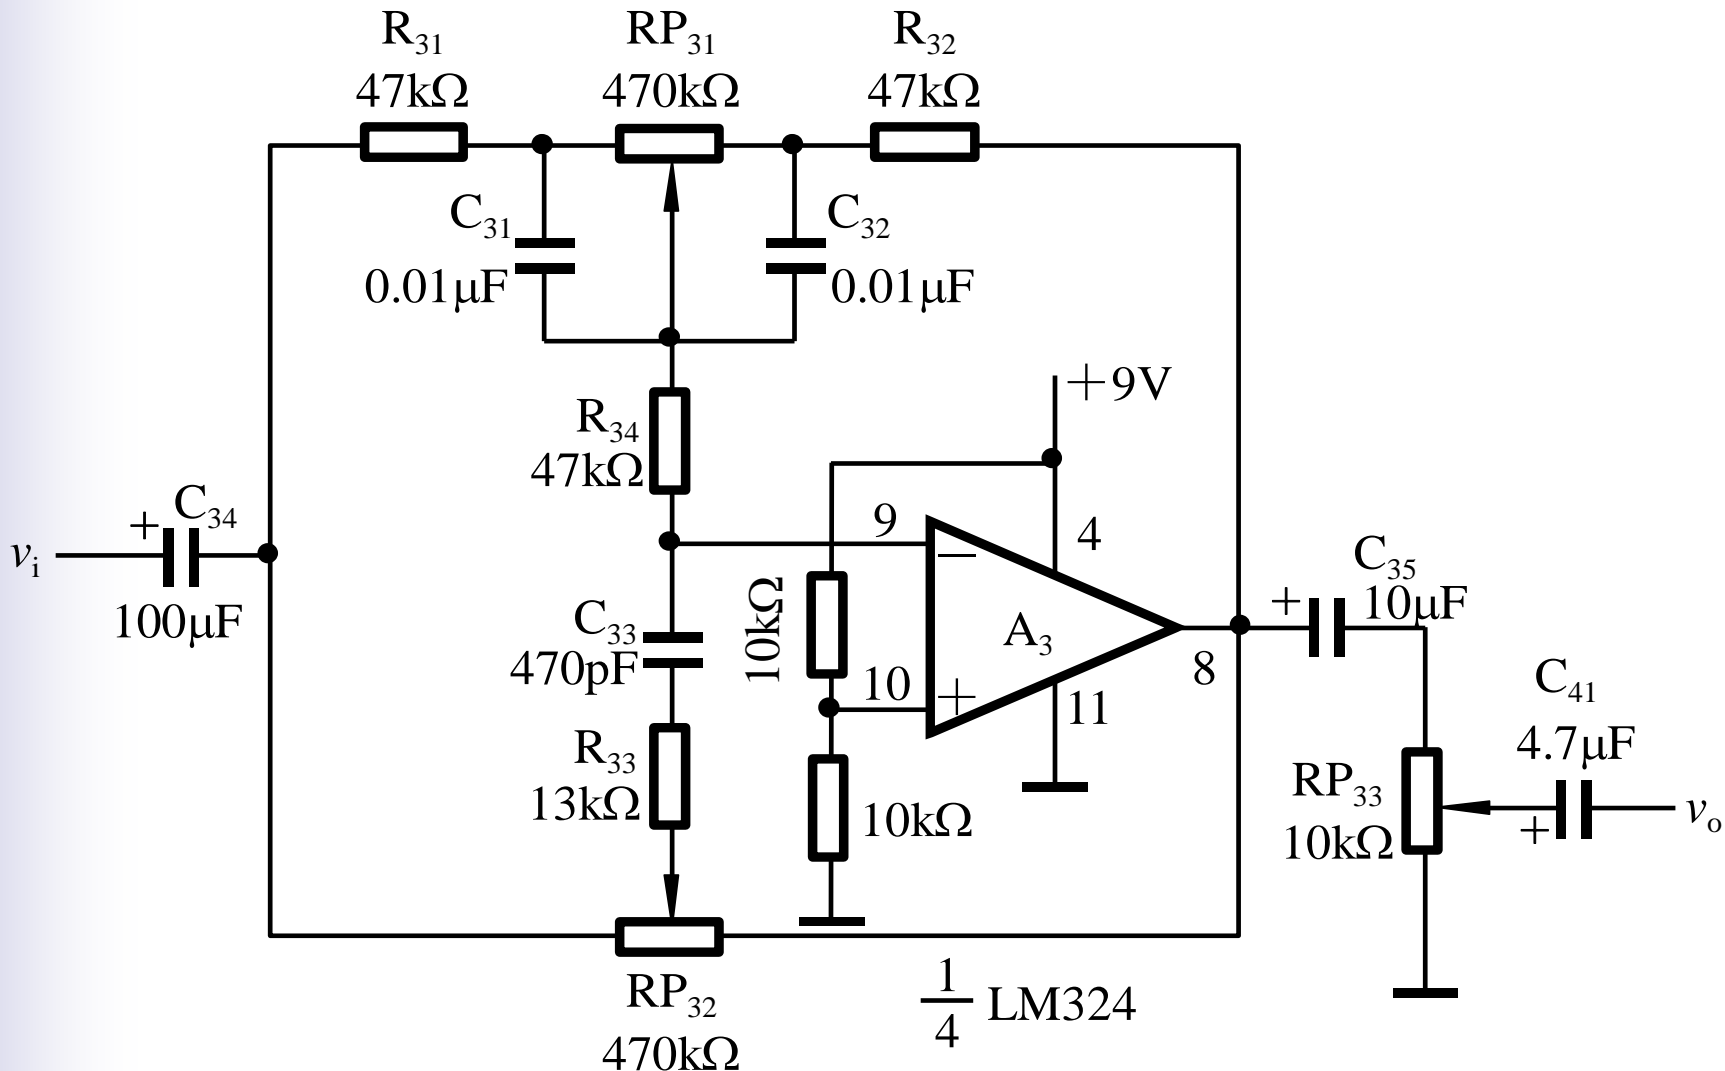 R31
47kΩ
RP31
470kΩ
R32
47kΩ
C31
0.01μF
C32
0.01μF
+9V
R34
47kΩ
C34
+
vi
100μF
9
4
−
C33
470pF
10kΩ
A3
10
+
11
8
C35
+
10μF
C41
4.7μF
R33
13kΩ
10kΩ
RP33
10kΩ
+
vo
RP32
470kΩ
1/4 LM324